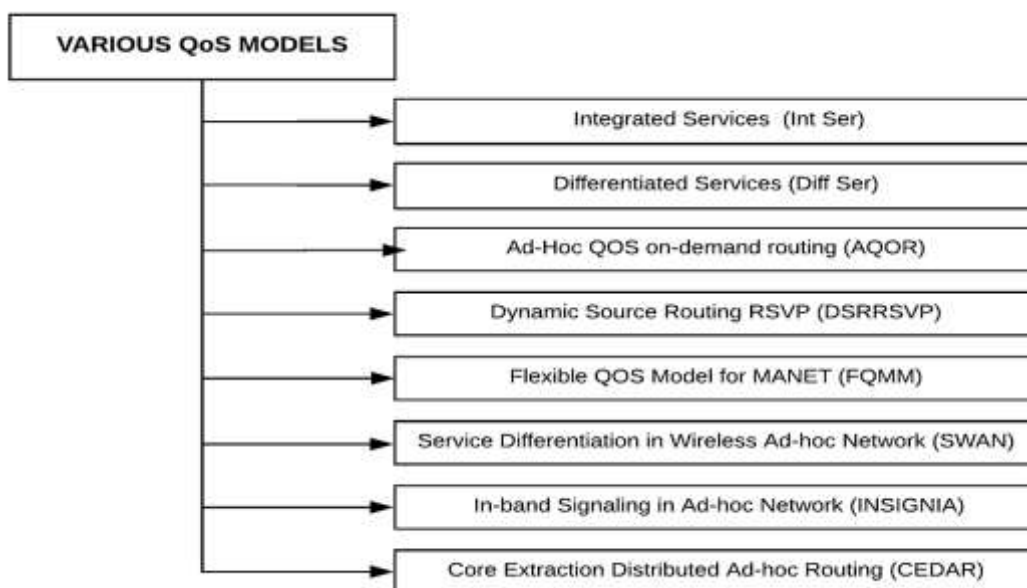 VARIOUS QoS MODELS
Integrated Services (Int Ser)
Differentiated Services (Diff Ser)
Ad-Hoc QOS on-demand routing (AQOR)
Dynamic Source Routing RSVP (DSRRSVP)
Flexible QOS Model for MANET (FQMM)
Service Differentiation in Wireless Ad-hoc Network (SWAN)
In-band Signaling in Ad-hoc Network (INSIGNIA)
Core Extraction Distributed Ad-hoc Routing (CEDAR)